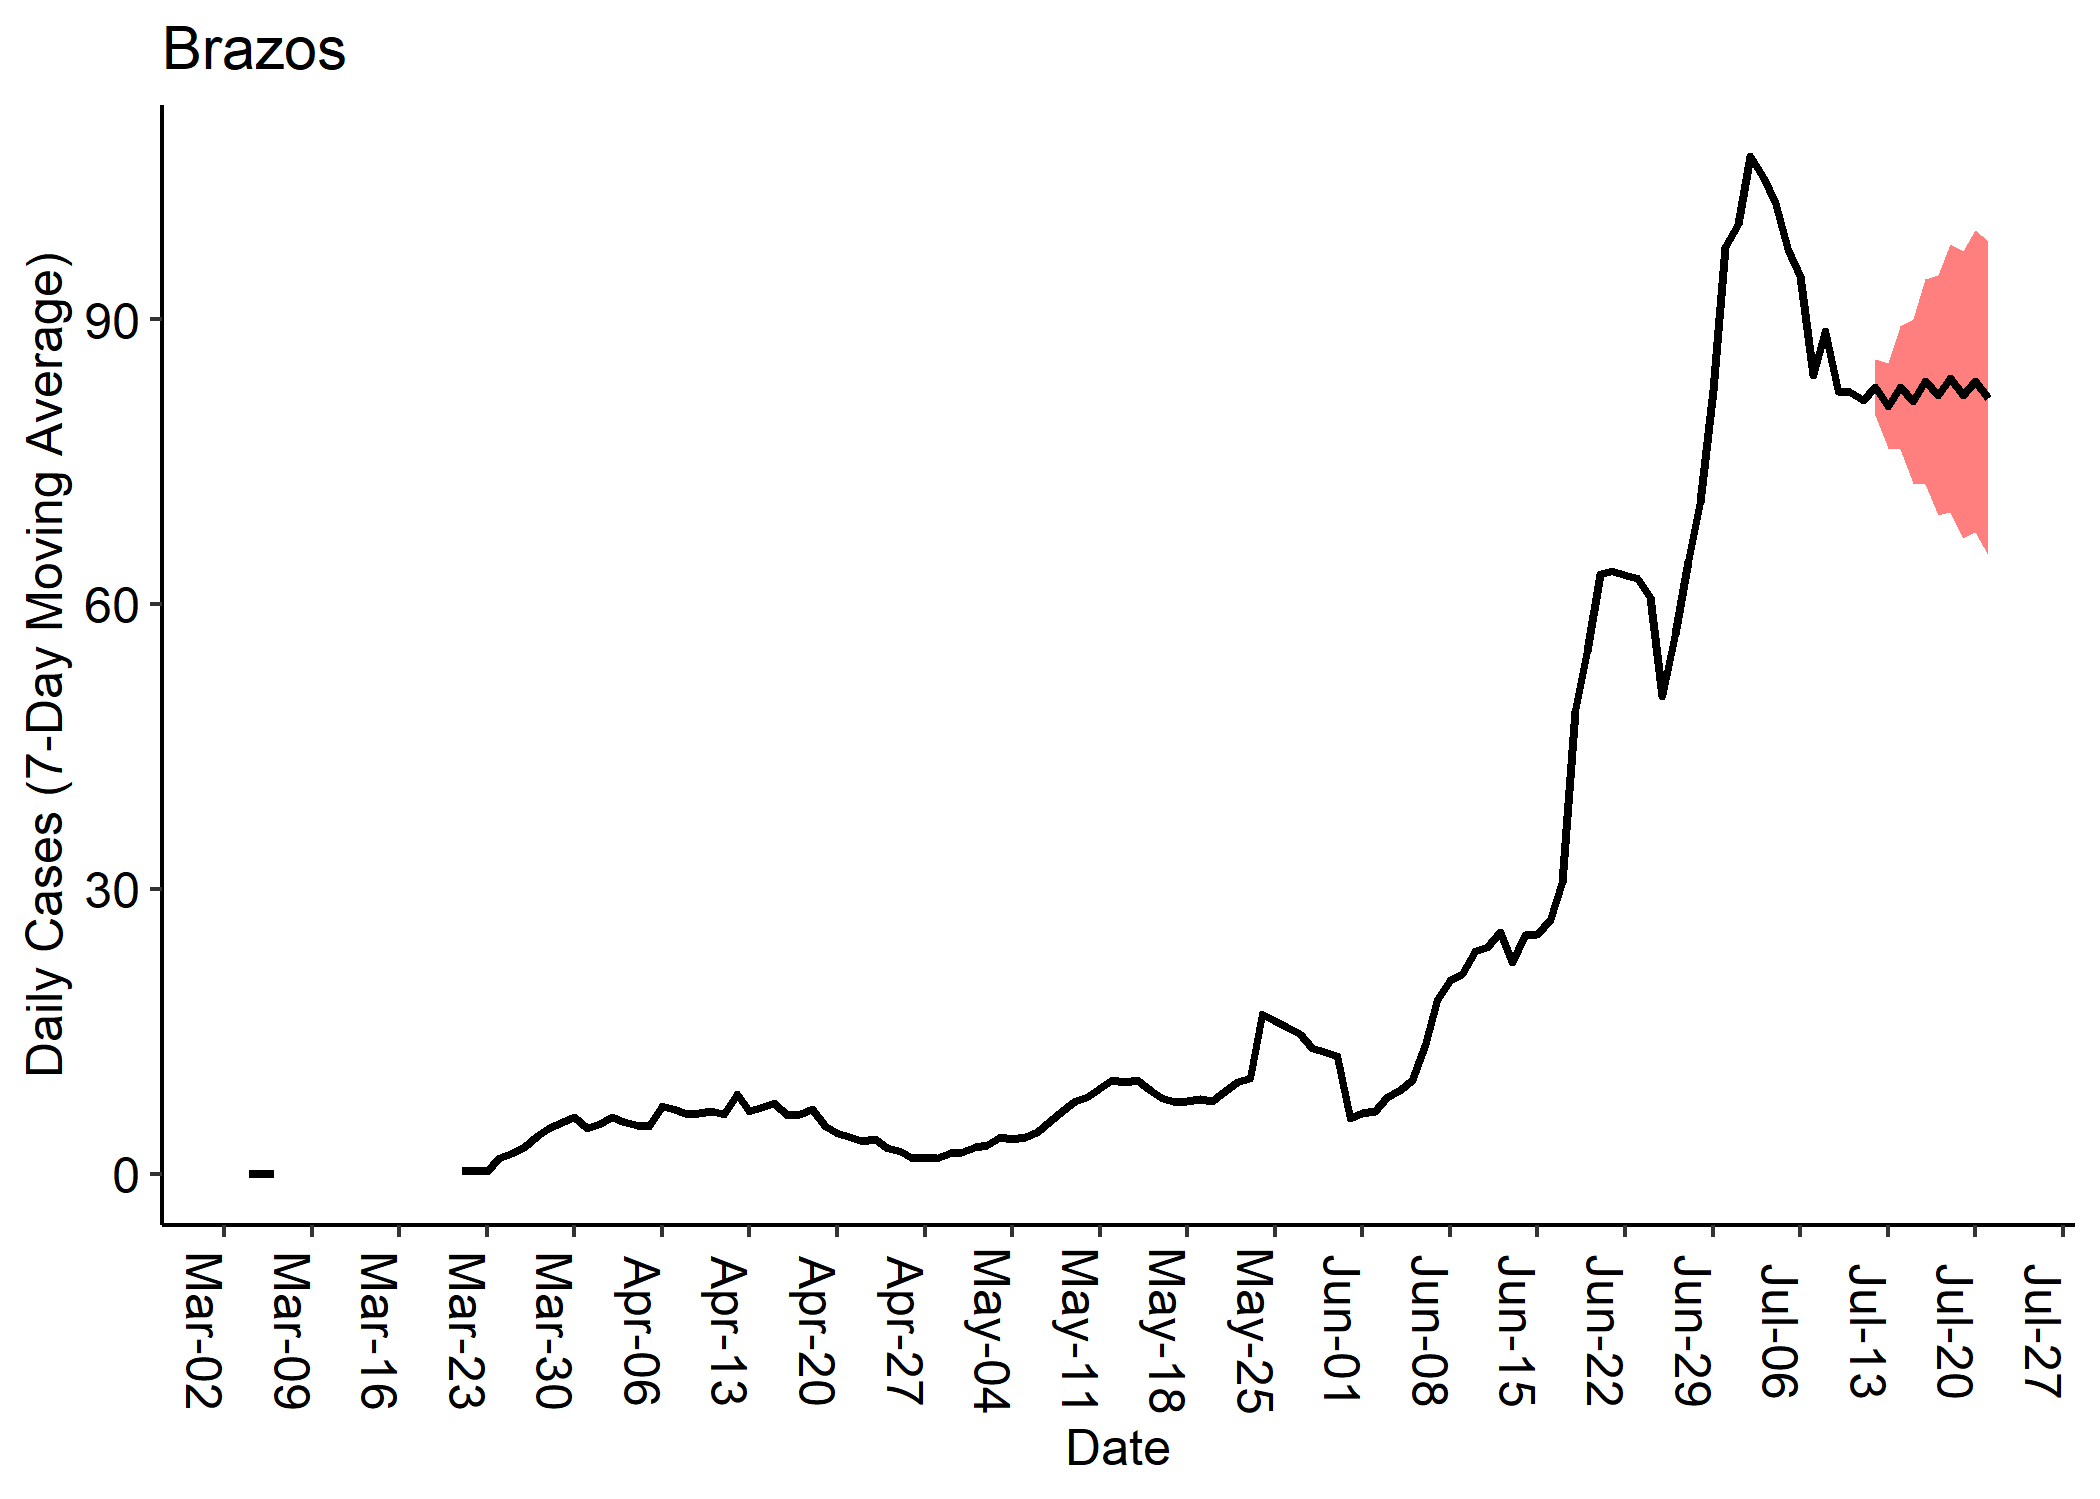 Brazos
Daily Cases (7-Day Moving Average)
90
60
30
0
Mar-02
Mar-09
Mar-16
Mar-23
Mar-30
Apr-06
Apr-13
Apr-20
Apr-27
May-04
May-11
May-18
May-25
Jun-01
Jun-08
Jun-15
Jun-22
Jun-29
Jul-06
Jul-13
Jul-20
Jul-27
Date